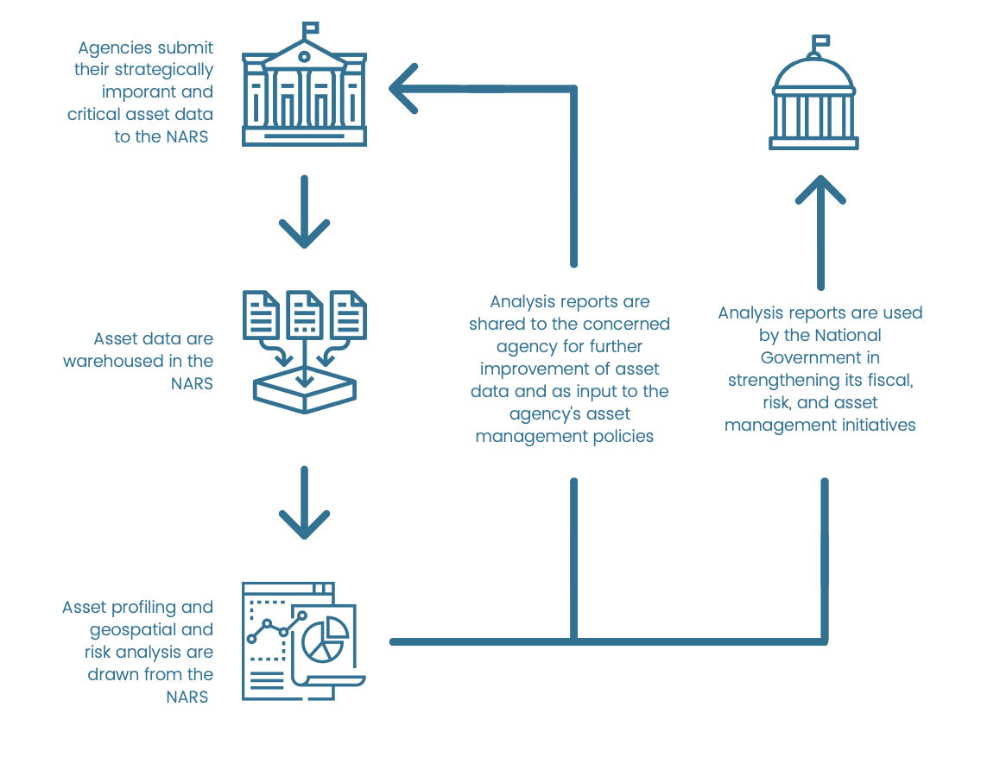 Agencies submit
their strategically
imporant and
critical asset data
to the NARS
Asset data are
warehoused in the
NARS
Asset profiling and
geospatial and
risk analysis are
drawn from the
NARS
Analysis reports are
shared to the concerned
agency for further
improvement of asset
data and as input to the
agency's asset
management policies
Analysis reports are used
by the National
Government in
strengthening its fiscal,
risk, and asset
management initiatives